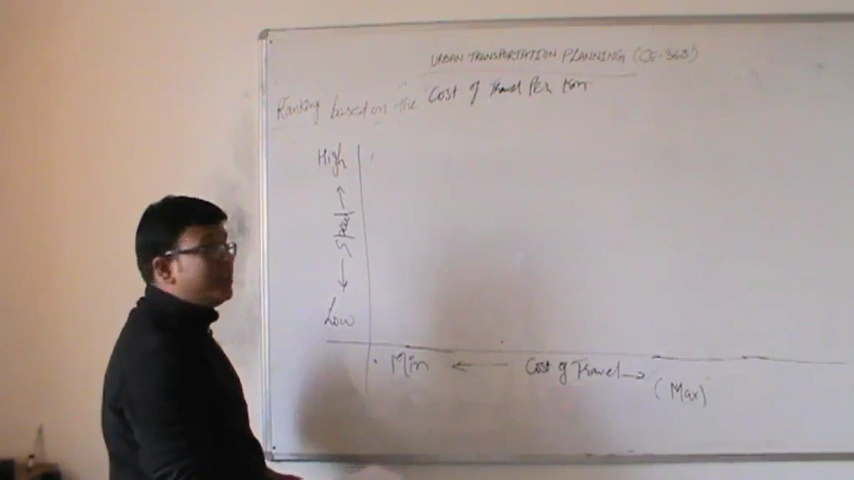 URBAN TRANSPORTATION PLANNING (CE-368)
Ranking based on the Cost of Travel Per Km
High
Speed
Low
Min
Cost of Travel
(Max)